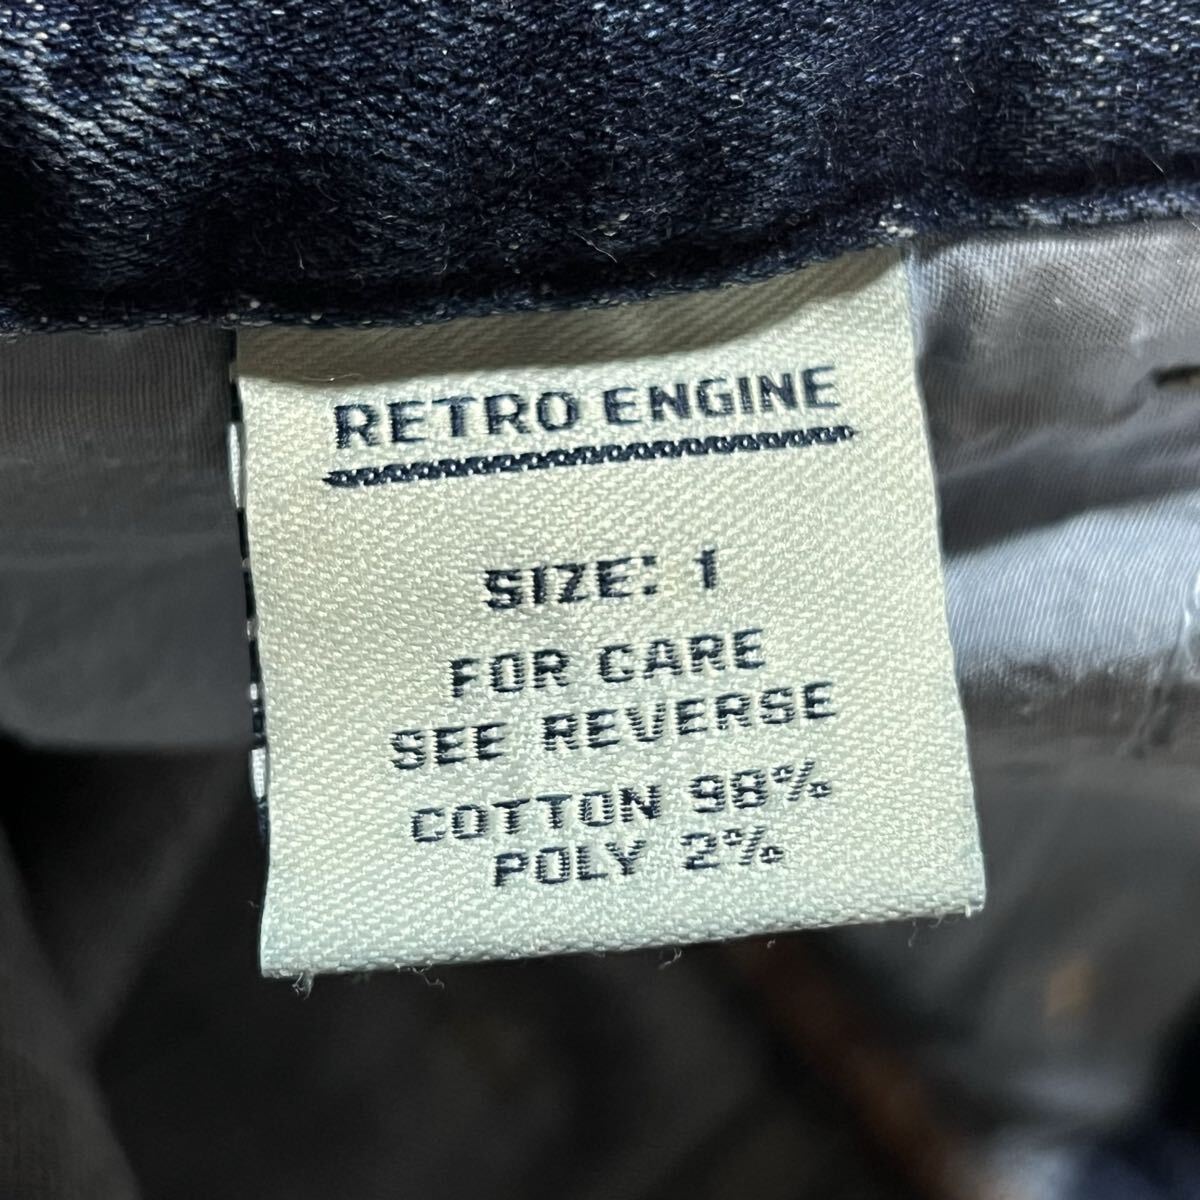 RETRO ENGINE
SIZE: 1
FOR CARE
SEE REVERSE
COTTON 98%
POLY 2%